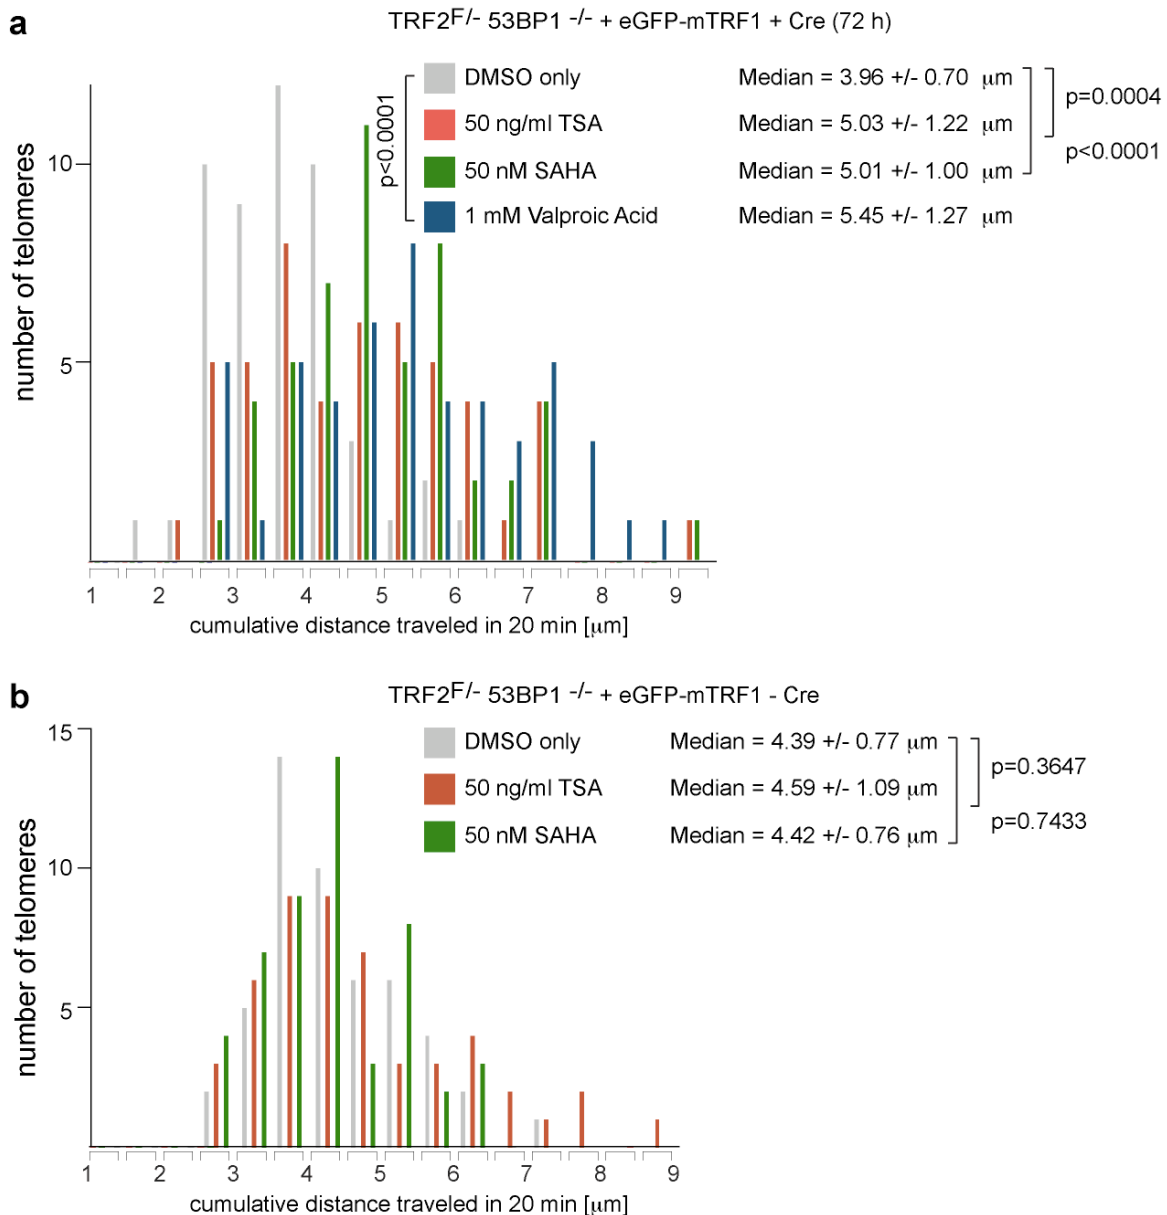 a
TRF2F/- 53BP1 -/- + eGFP-mTRF1 + Cre (72 h)
p<0.0001
DMSO only Median = 3.96 +/- 0.70 μm
50 ng/ml TSA Median = 5.03 +/- 1.22 μm
50 nM SAHA Median = 5.01 +/- 1.00 μm
1 mM Valproic Acid Median = 5.45 +/- 1.27 μm
p=0.0004
p<0.0001
number of telomeres
10
5
1 2 3 4 5 6 7 8 9
cumulative distance traveled in 20 min [μm]
b
TRF2F/- 53BP1 -/- + eGFP-mTRF1 - Cre
DMSO only Median = 4.39 +/- 0.77 μm
50 ng/ml TSA Median = 4.59 +/- 1.09 μm
50 nM SAHA Median = 4.42 +/- 0.76 μm
p=0.3647
p=0.7433
number of telomeres
15
10
5
1 2 3 4 5 6 7 8 9
cumulative distance traveled in 20 min [μm]